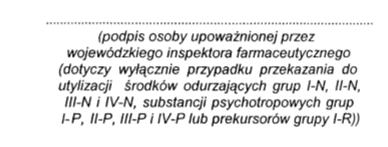 (podpis osoby upoważnionej przez
wojewódzkiego inspektora farmaceutycznego
(dotyczy wyłącznie przypadku przekazania do
utylizacji środków odurzających grup I-N, II-N,
III-N i IV-N, substancji psychotropowych grup
I-P, II-P, III-P i IV-P lub prekursorów grupy I-R))